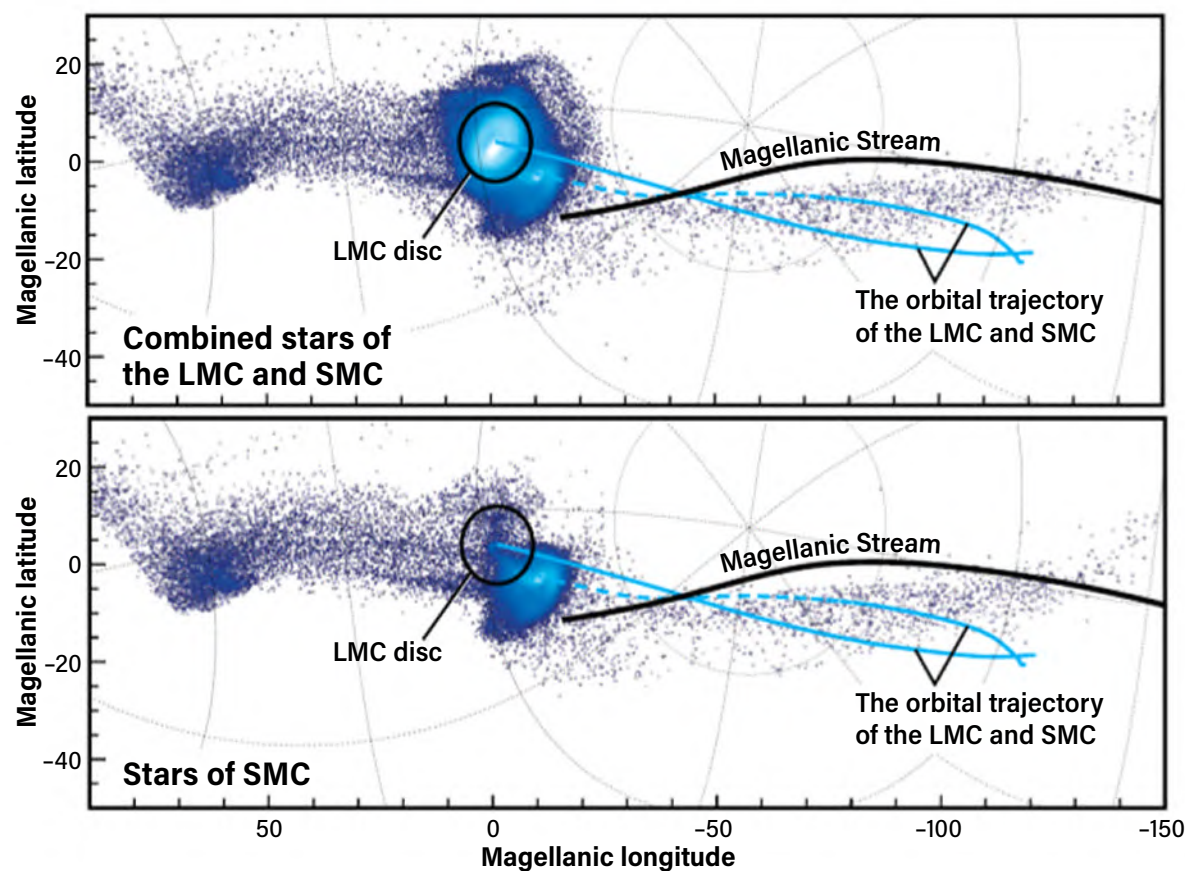 20
0
−20
−40
Magellanic latitude
Magellanic Stream
LMC disc
The orbital trajectory
of the LMC and SMC
Combined stars of
the LMC and SMC
20
0
−20
−40
Magellanic latitude
Magellanic Stream
LMC disc
The orbital trajectory
of the LMC and SMC
Stars of SMC
50
0
−50
−100
−150
Magellanic longitude